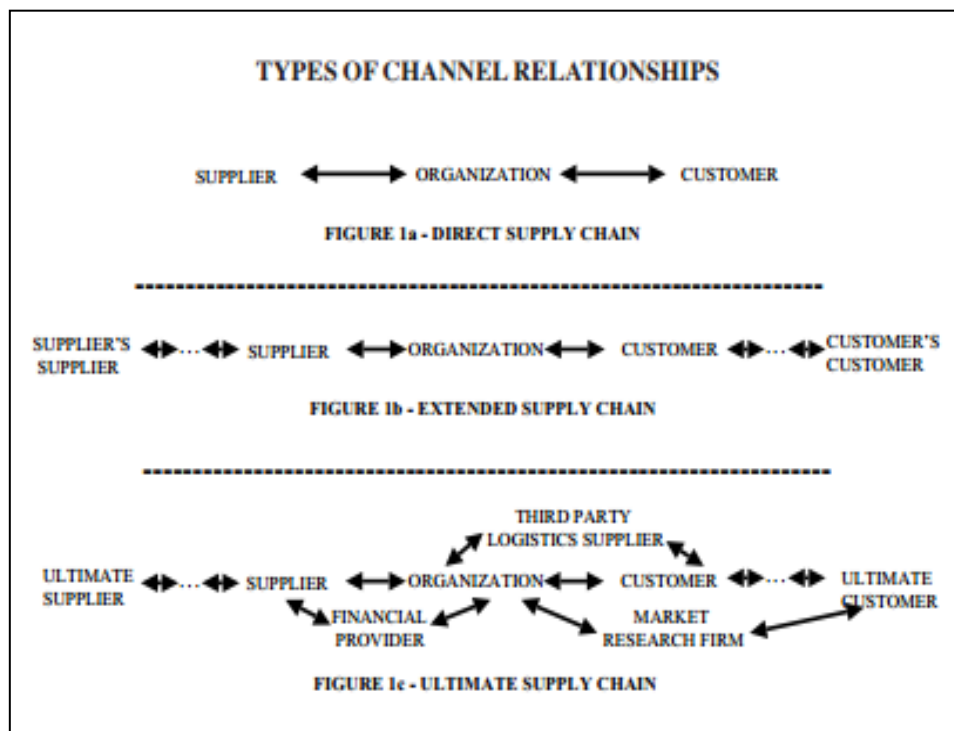 TYPES OF CHANNEL RELATIONSHIPS
SUPPLIER ORGANIZATION CUSTOMER
FIGURE 1a - DIRECT SUPPLY CHAIN
SUPPLIER'S SUPPLIER ... SUPPLIER ORGANIZATION CUSTOMER ... CUSTOMER'S CUSTOMER
FIGURE 1b - EXTENDED SUPPLY CHAIN
THIRD PARTY
LOGISTICS SUPPLIER
ULTIMATE SUPPLIER ... SUPPLIER ORGANIZATION CUSTOMER ... ULTIMATE CUSTOMER
FINANCIAL PROVIDER
MARKET RESEARCH FIRM
FIGURE 1c - ULTIMATE SUPPLY CHAIN